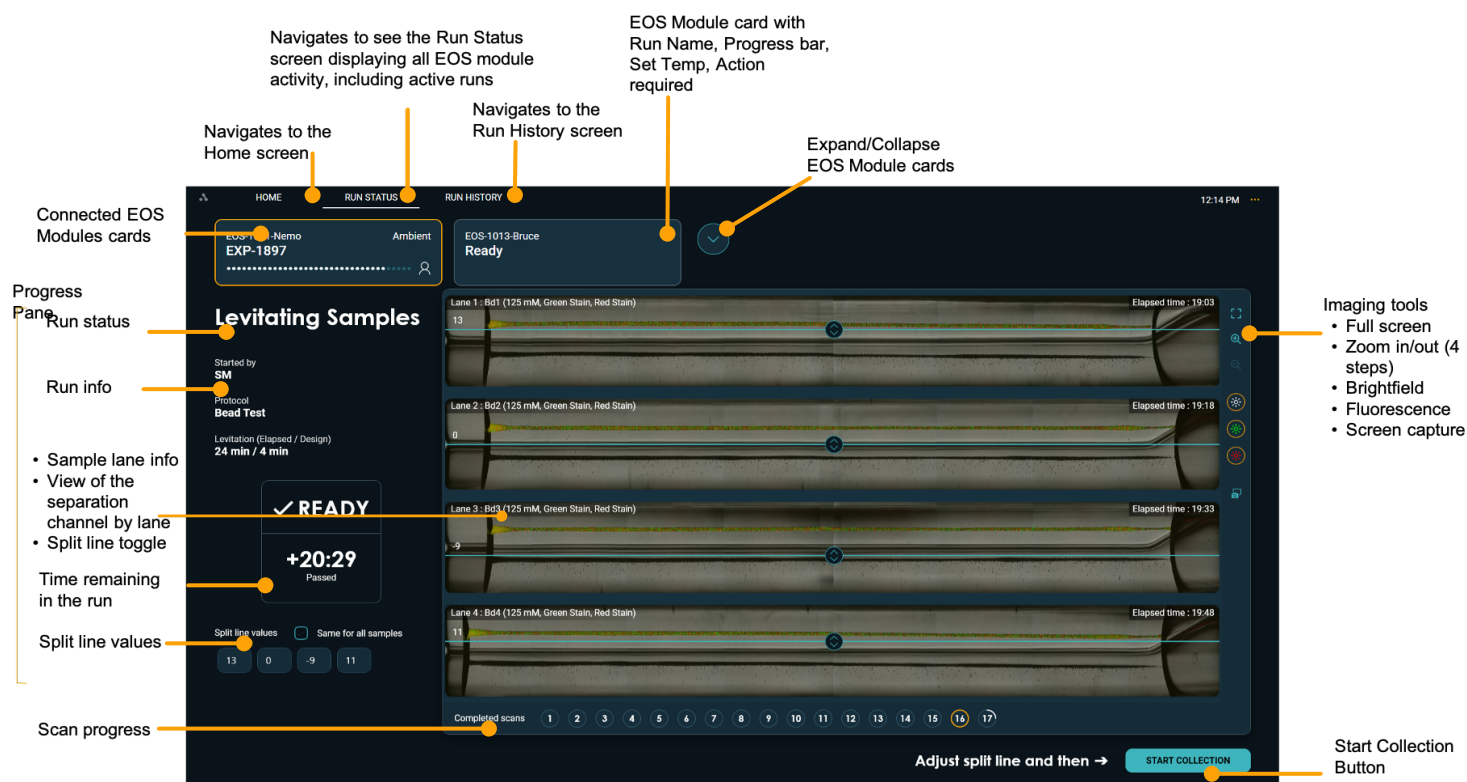 EOS Module card with
Run Name, Progress bar,
Set Temp, Action
required
Navigates to see the Run Status
screen displaying all EOS module
activity, including active runs
Navigates to the
Run History screen
Navigates to the
Home screen
Expand/Collapse
EOS Module cards
Connected EOS
Modules cards
HOME
RUN STATUS
RUN HISTORY
12:14 PM
Nemo
Ambient
EXP-1897
EOS-1013-Bruce
Ready
Progress
Pane
Run status
Levitating Samples
Run info
Started by
SM
Protocol
Bead Test
Levitation (Elapsed / Design)
24 min / 4 min
• Sample lane info
• View of the
separation
channel by lane
• Split line toggle
READY
+20:29
Passed
Time remaining
in the run
Split line values
Split line values
Same for all samples
13 0 -9 11
Lane 1 : Bd1 (125 mM, Green Stain, Red Stain)
Elapsed time : 19:03
13
Lane 2 : Bd2 (125 mM, Green Stain, Red Stain)
Elapsed time : 19:18
0
Lane 3 : Bd3 (125 mM, Green Stain, Red Stain)
Elapsed time : 19:33
-9
Lane 4 : Bd4 (125 mM, Green Stain, Red Stain)
Elapsed time : 19:48
11
Imaging tools
• Full screen
• Zoom in/out (4
steps)
• Brightfield
• Fluorescence
• Screen capture
Scan progress
Completed scans
1 2 3 4 5 6 7 8 9 10 11 12 13 14 15 16 17
Adjust split line and then →
START COLLECTION
Start Collection
Button